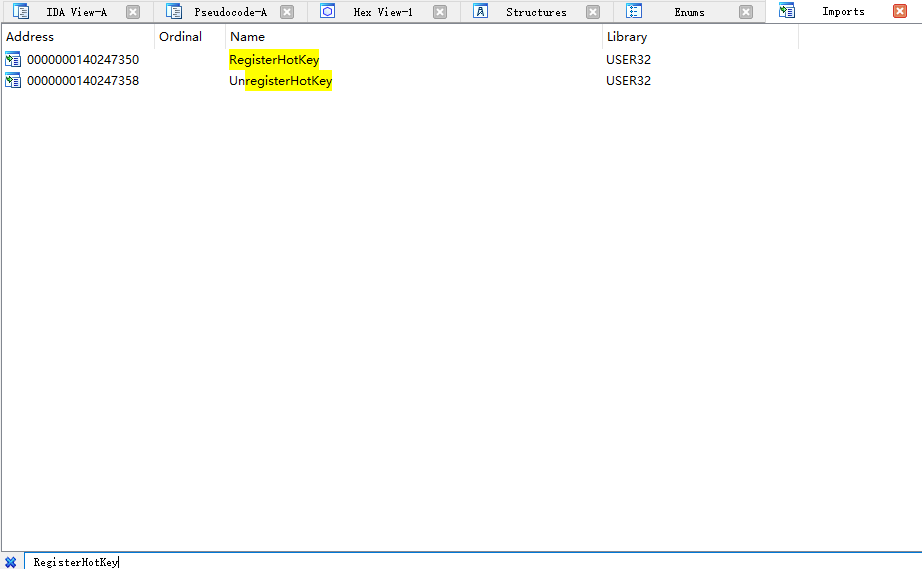 IDA View-A Pseudocode-A Hex View-1 Structures Enums Imports
Address Ordinal Name Library
0000000140247350 RegisterHotKey USER32
0000000140247358 UnregisterHotKey USER32
RegisterHotKey